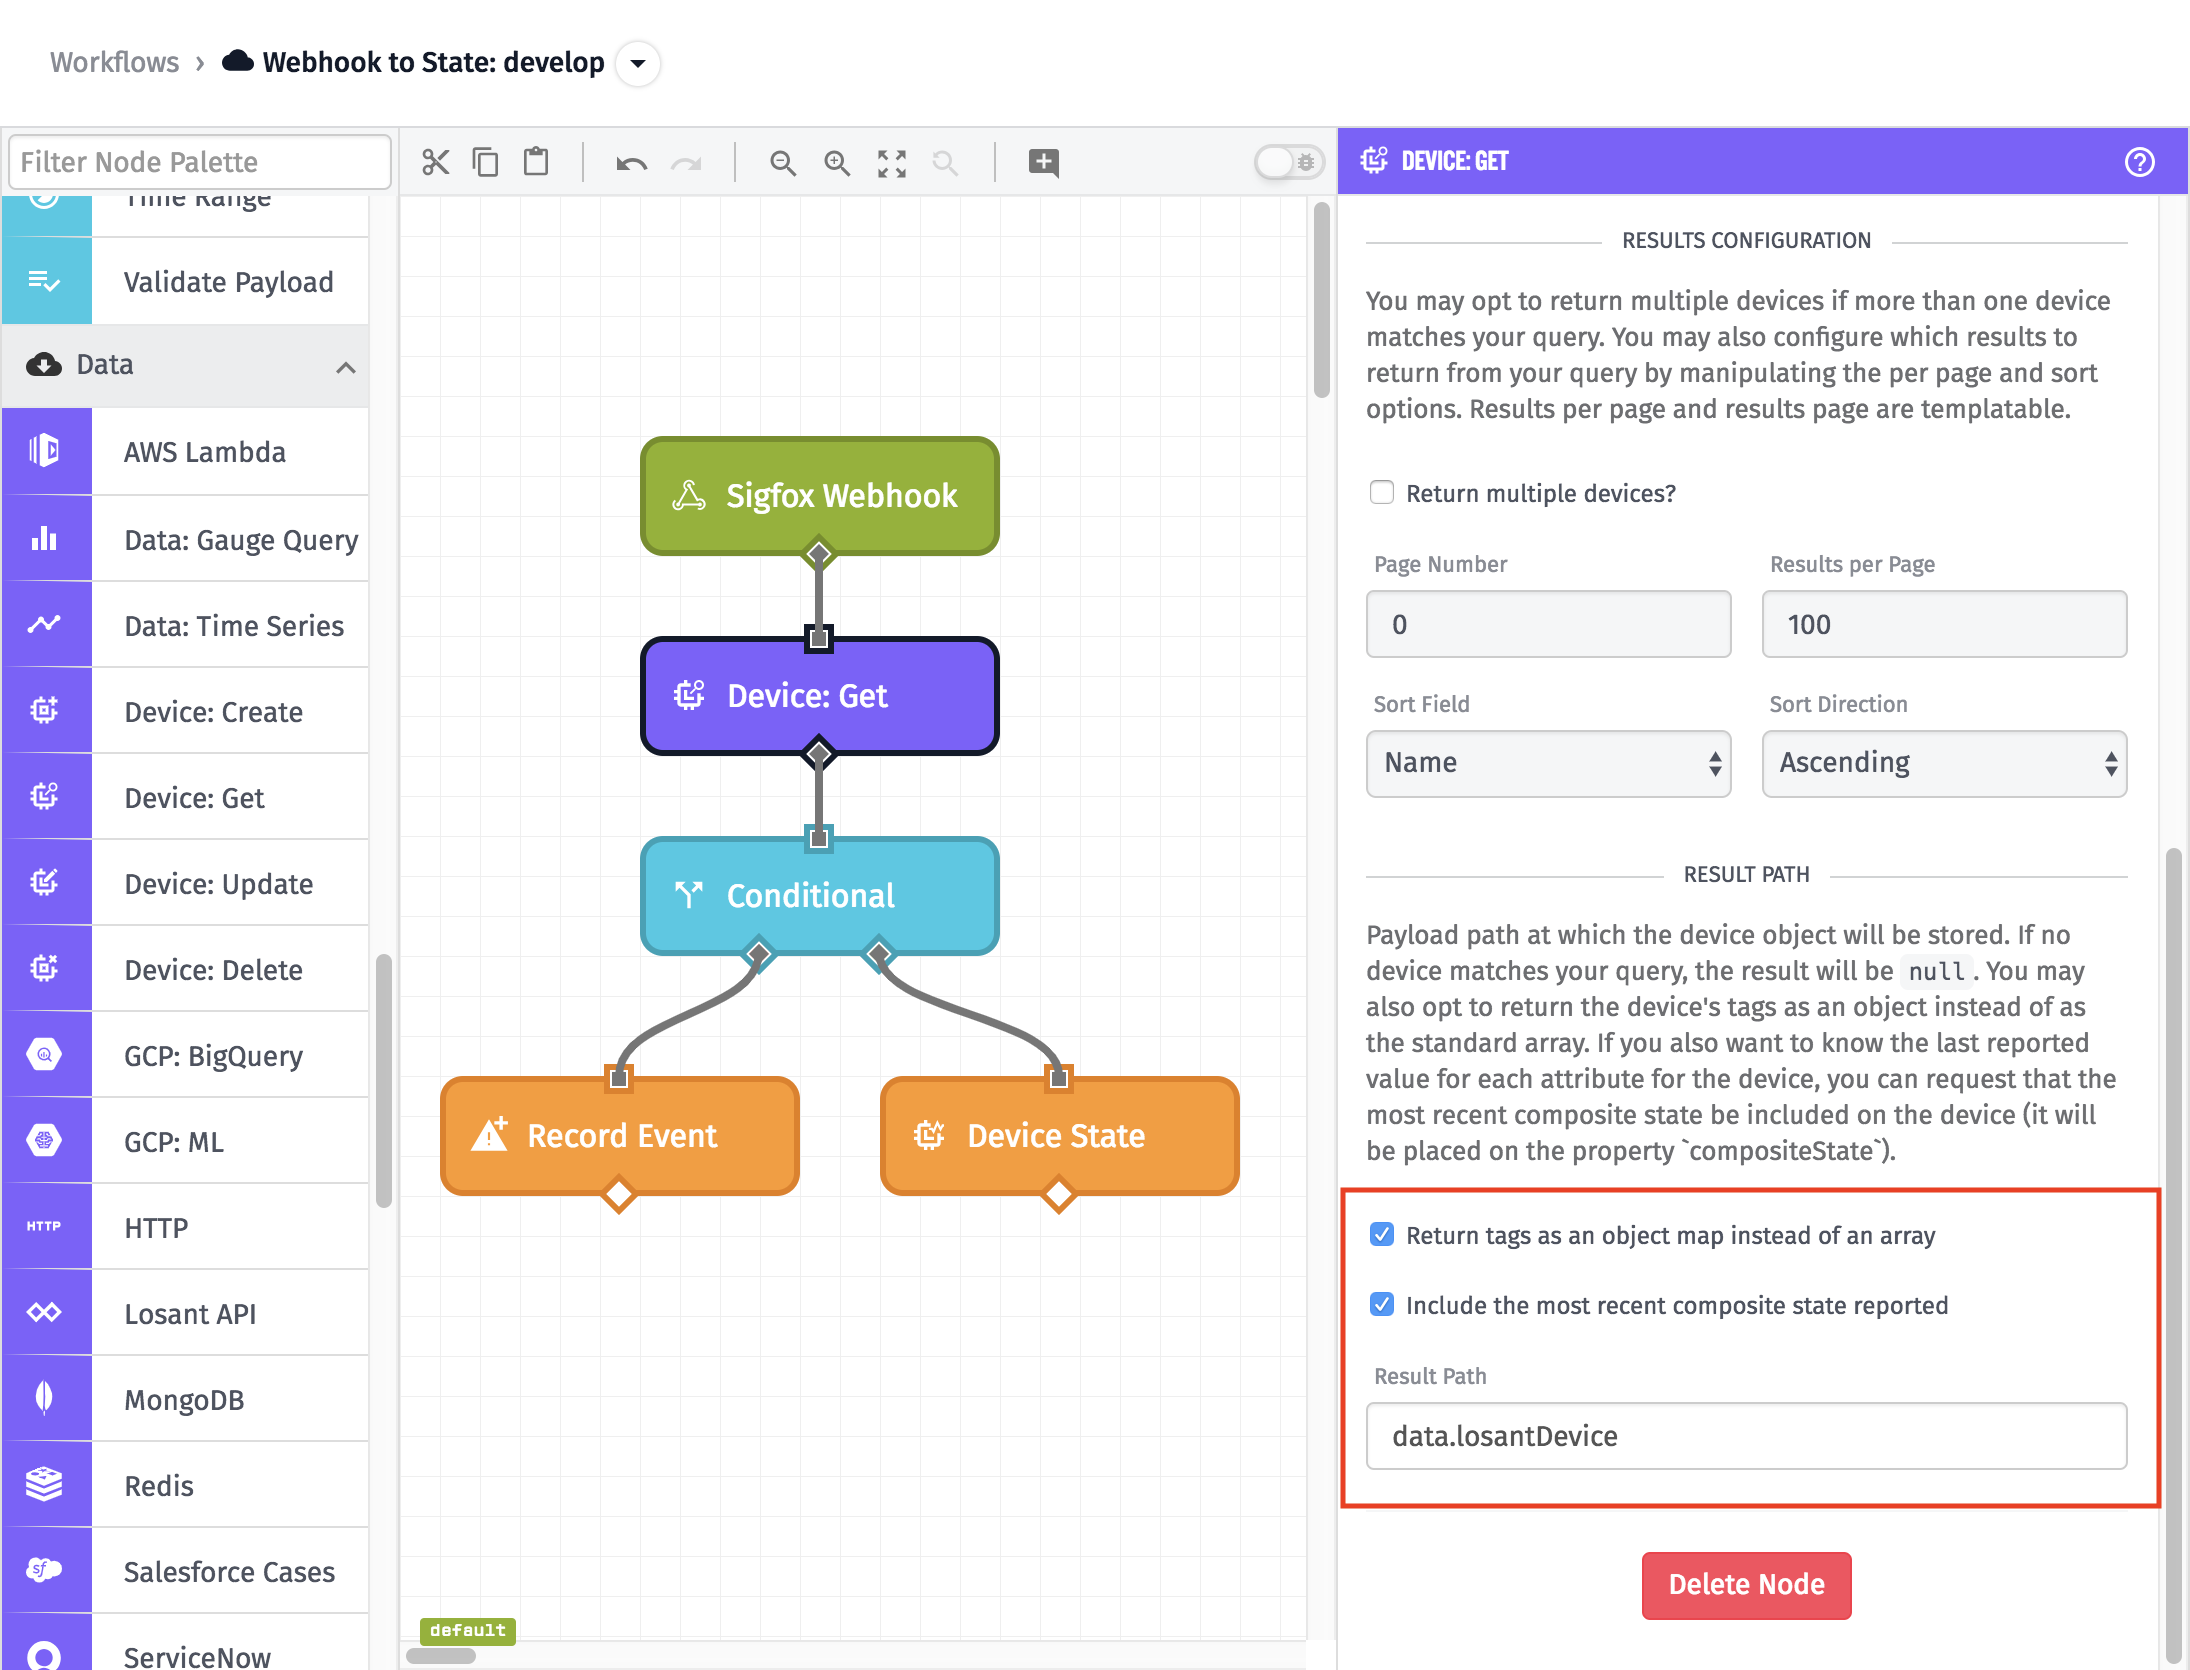 Workflows › Webhook to State: develop
Filter Node Palette
Time Range
Validate Payload
Data
AWS Lambda
Data: Gauge Query
Data: Time Series
Device: Create
Device: Get
Device: Update
Device: Delete
GCP: BigQuery
GCP: ML
HTTP
HTTP
Losant API
MongoDB
Redis
sf
Salesforce Cases
ServiceNow
Sigfox Webhook
Device: Get
Conditional
Record Event
Device State
default
DEVICE: GET
RESULTS CONFIGURATION
You may opt to return multiple devices if more than one device
matches your query. You may also configure which results to
return from your query by manipulating the per page and sort
options. Results per page and results page are templatable.
Return multiple devices?
Page Number
Results per Page
0
100
Sort Field
Sort Direction
Name
Ascending
RESULT PATH
Payload path at which the device object will be stored. If no
device matches your query, the result will be null. You may
also opt to return the device's tags as an object instead of as
the standard array. If you also want to know the last reported
value for each attribute for the device, you can request that the
most recent composite state be included on the device (it will
be placed on the property `compositeState`).
Return tags as an object map instead of an array
Include the most recent composite state reported
Result Path
data.losantDevice
Delete Node